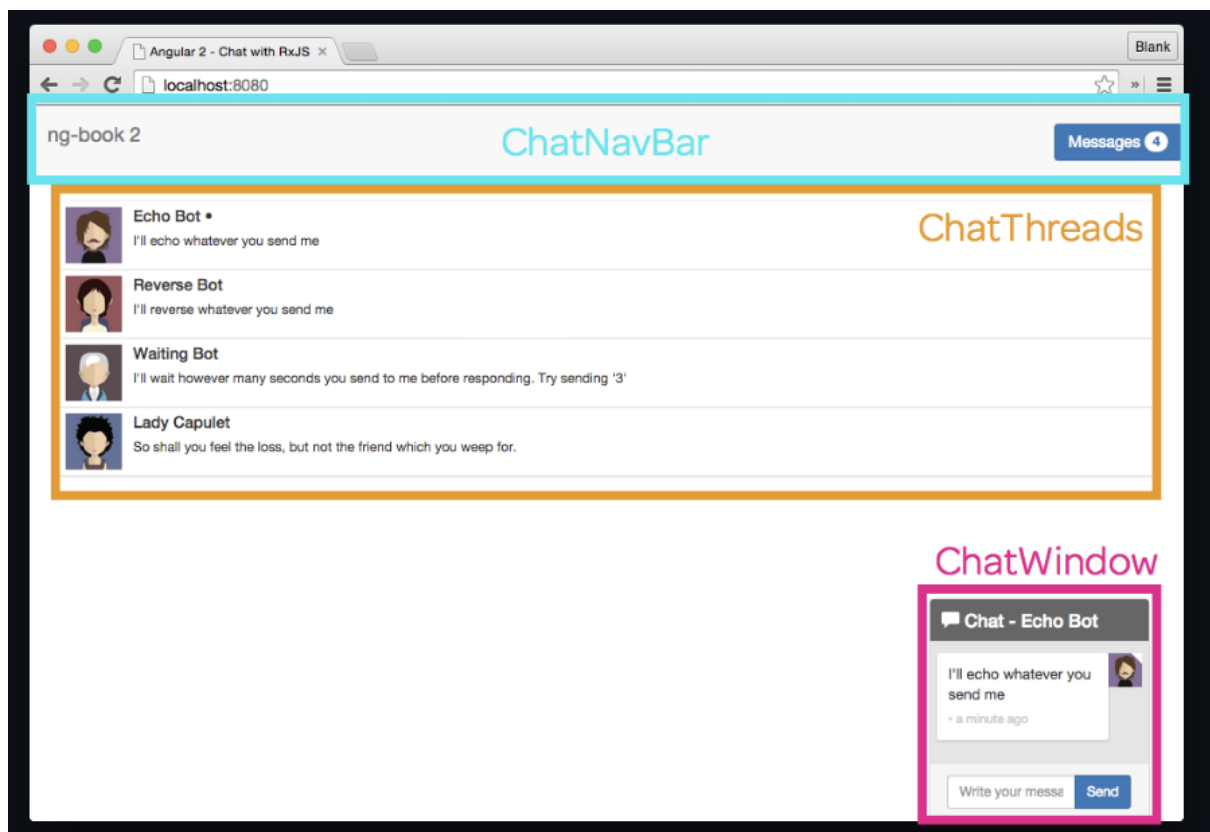 Angular 2 - Chat with RxJS ×
Blank
localhost:8080
»
ng-book 2
ChatNavBar
Messages 4
ChatThreads
Echo Bot •
I'll echo whatever you send me
Reverse Bot
I'll reverse whatever you send me
Waiting Bot
I'll wait however many seconds you send to me before responding. Try sending '3'
Lady Capulet
So shall you feel the loss, but not the friend which you weep for.
ChatWindow
Chat - Echo Bot
I'll echo whatever you
send me
• a minute ago
Write your messa
Send